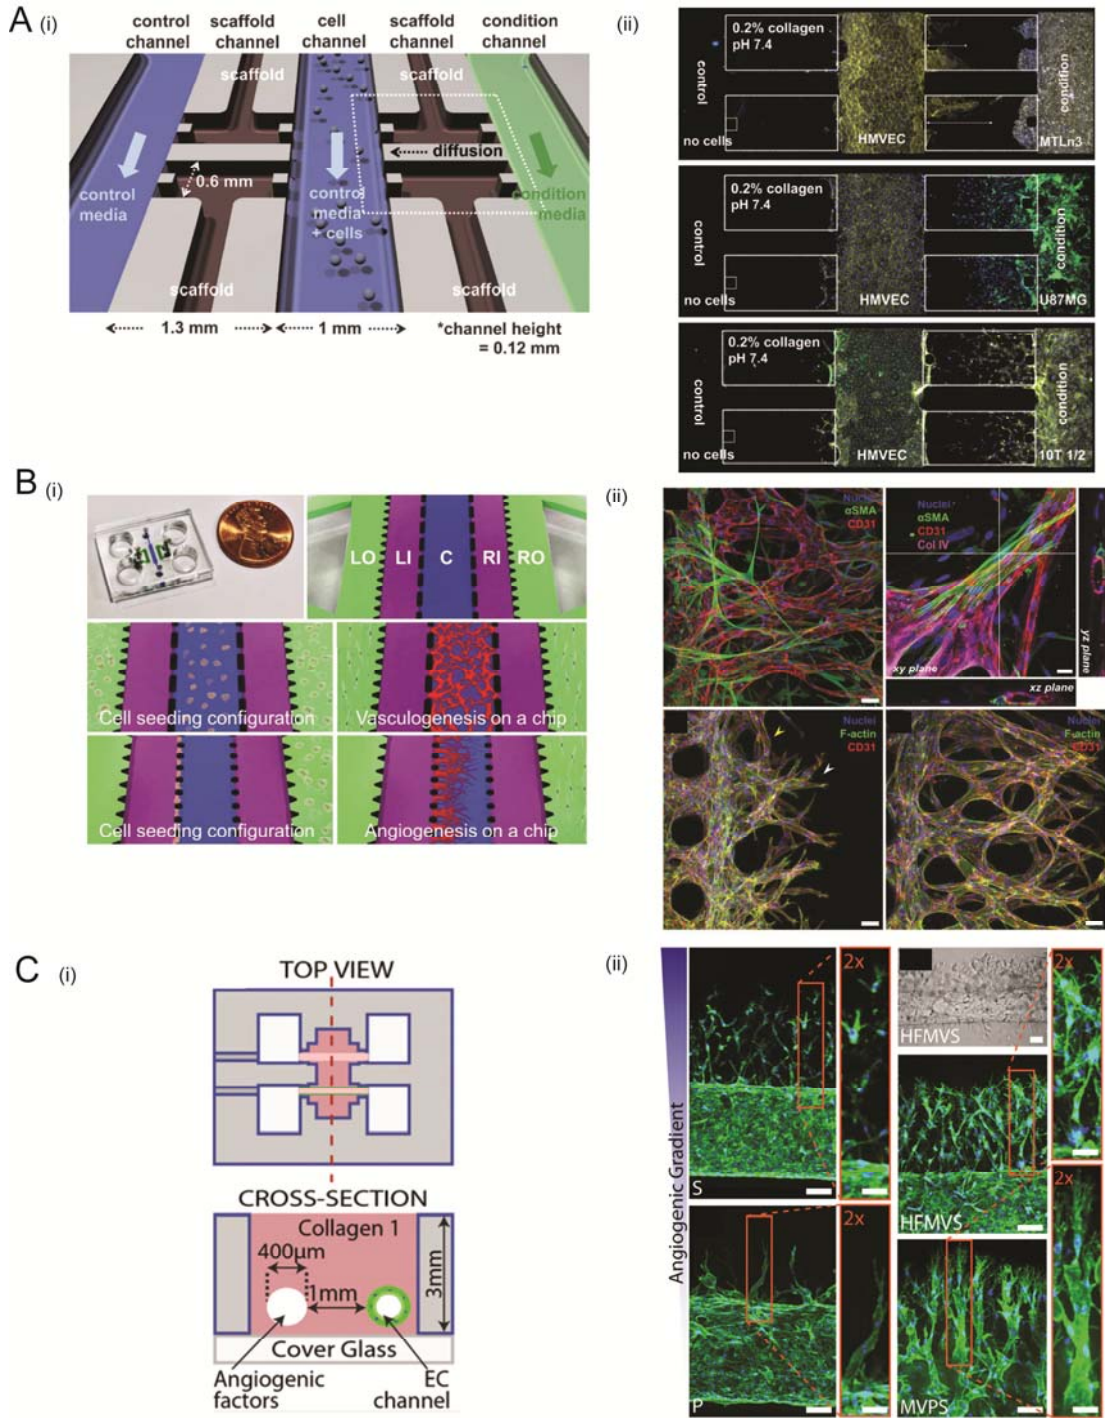 A (i)
control channel
scaffold channel
cell channel
scaffold channel
condition channel
scaffold
scaffold
diffusion
0.6 mm
control media
control media + cells
condition media
scaffold
scaffold
1.3 mm
1 mm
*channel height = 0.12 mm
(ii)
0.2% collagen
pH 7.4
control
condition
no cells
HMVEC
MTLn3
0.2% collagen
pH 7.4
control
condition
no cells
HMVEC
U87MG
0.2% collagen
pH 7.4
control
condition
no cells
HMVEC
10T 1/2
B (i)
LO LI C RI RO
Cell seeding configuration
Vasculogenesis on a chip
Cell seeding configuration
Angiogenesis on a chip
(ii)
Nuclei
αSMA
CD31
Nuclei
αSMA
CD31
Col IV
xy plane
yz plane
xz plane
Nuclei
F-actin
CD31
Nuclei
F-actin
CD31
C (i)
TOP VIEW
CROSS-SECTION
Collagen 1
400μm
1mm
3mm
Cover Glass
Angiogenic factors
EC channel
(ii)
Angiogenic Gradient
S
2x
HFMVS
2x
HFMVS
P
2x
MVPS
2x